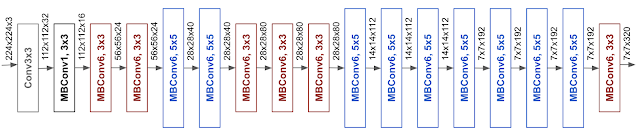 224x224x3
Conv3x3
112x112x32
MBConv1, 3x3
112x112x16
MBConv6, 3x3
56x56x24
MBConv6, 3x3
56x56x24
MBConv6, 5x5
28x28x40
MBConv6, 5x5
28x28x40
MBConv6, 3x3
28x28x80
MBConv6, 3x3
28x28x80
MBConv6, 3x3
28x28x80
MBConv6, 5x5
14x14x112
MBConv6, 5x5
14x14x112
MBConv6, 5x5
14x14x112
MBConv6, 5x5
7x7x192
MBConv6, 5x5
7x7x192
MBConv6, 5x5
7x7x192
MBConv6, 5x5
7x7x192
MBConv6, 3x3
7x7x320